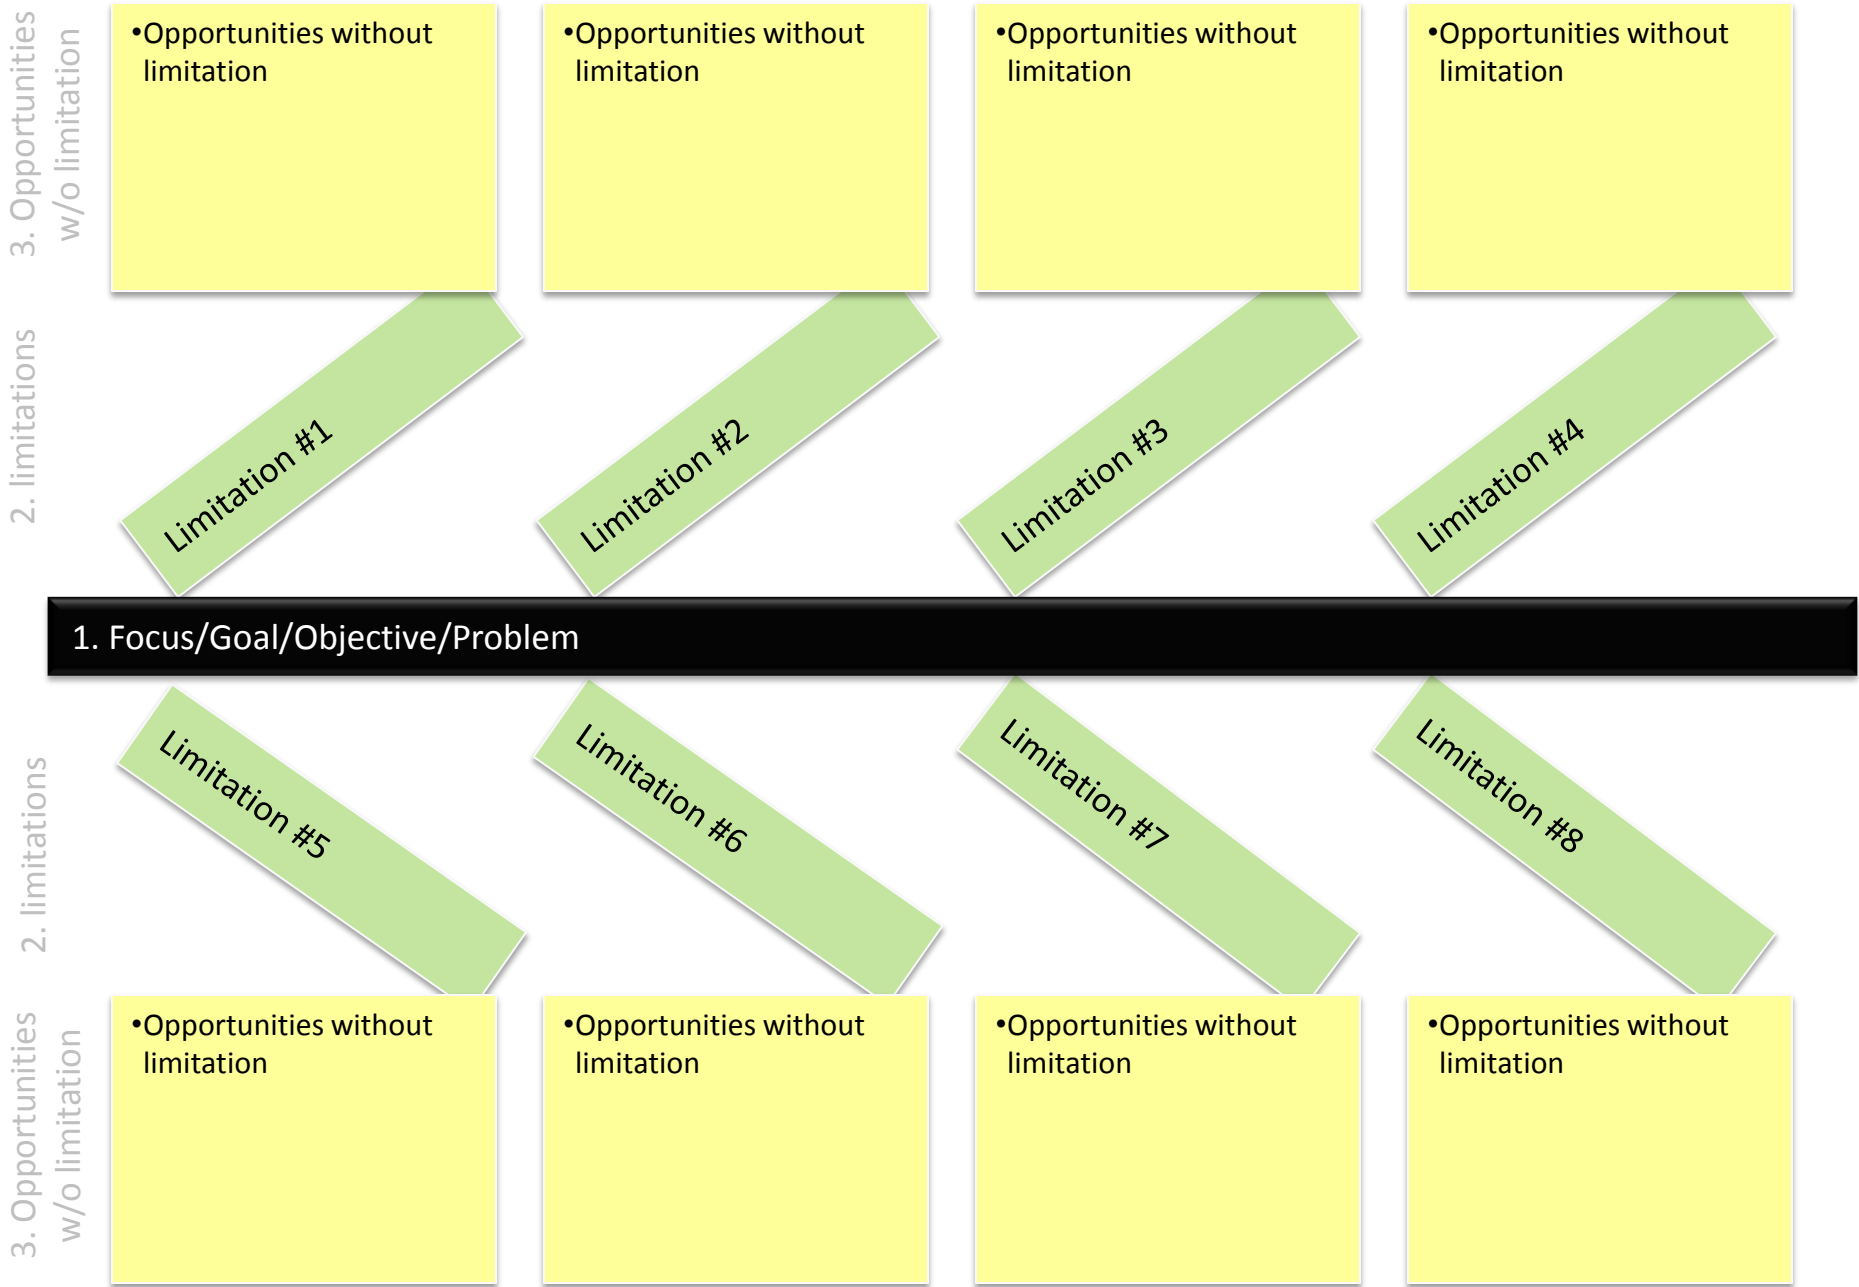 3. Opportunities
w/o limitation
•Opportunities without
limitation
•Opportunities without
limitation
•Opportunities without
limitation
•Opportunities without
limitation
2. limitations
Limitation #1
Limitation #2
Limitation #3
Limitation #4
1. Focus/Goal/Objective/Problem
2. limitations
Limitation #5
Limitation #6
Limitation #7
Limitation #8
3. Opportunities
w/o limitation
•Opportunities without
limitation
•Opportunities without
limitation
•Opportunities without
limitation
•Opportunities without
limitation